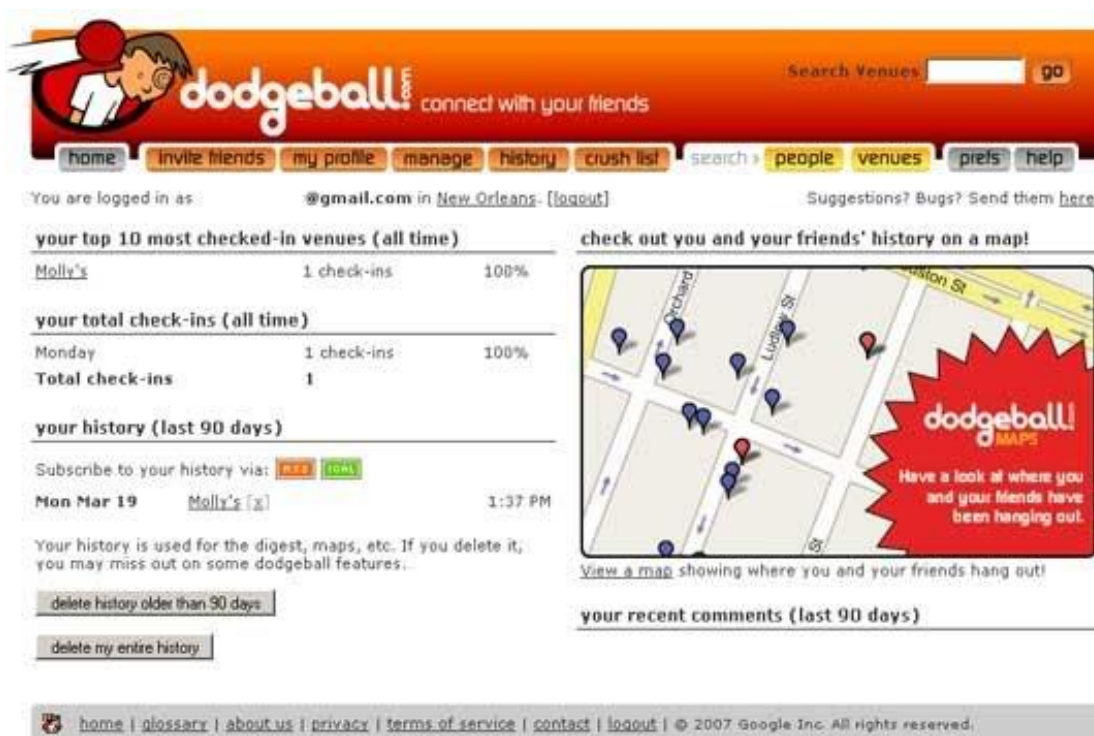 dodgeball.com connect with your friends
Search Venues go
home invite friends my profile manage history crush list search > people venues prefs help
You are logged in as @gmail.com in New Orleans. [logout]
Suggestions? Bugs? Send them here
your top 10 most checked-in venues (all time)
Molly's 1 check-ins 100%
your total check-ins (all time)
Monday 1 check-ins 100%
Total check-ins 1
your history (last 90 days)
Subscribe to your history via: RSS ICAL
Mon Mar 19 Molly's [x] 1:37 PM
Your history is used for the digest, maps, etc. If you delete it,
you may miss out on some dodgeball features.
delete history older than 90 days
delete my entire history
check out you and your friends' history on a map!
Orchard
Ludlow St
uston St
St
dodgeball.com
MAPS
Have a look at where you
and your friends have
been hanging out.
View a map showing where you and your friends hang out!
your recent comments (last 90 days)
home | glossary | about us | privacy | terms of service | contact | logout | © 2007 Google Inc. All rights reserved.